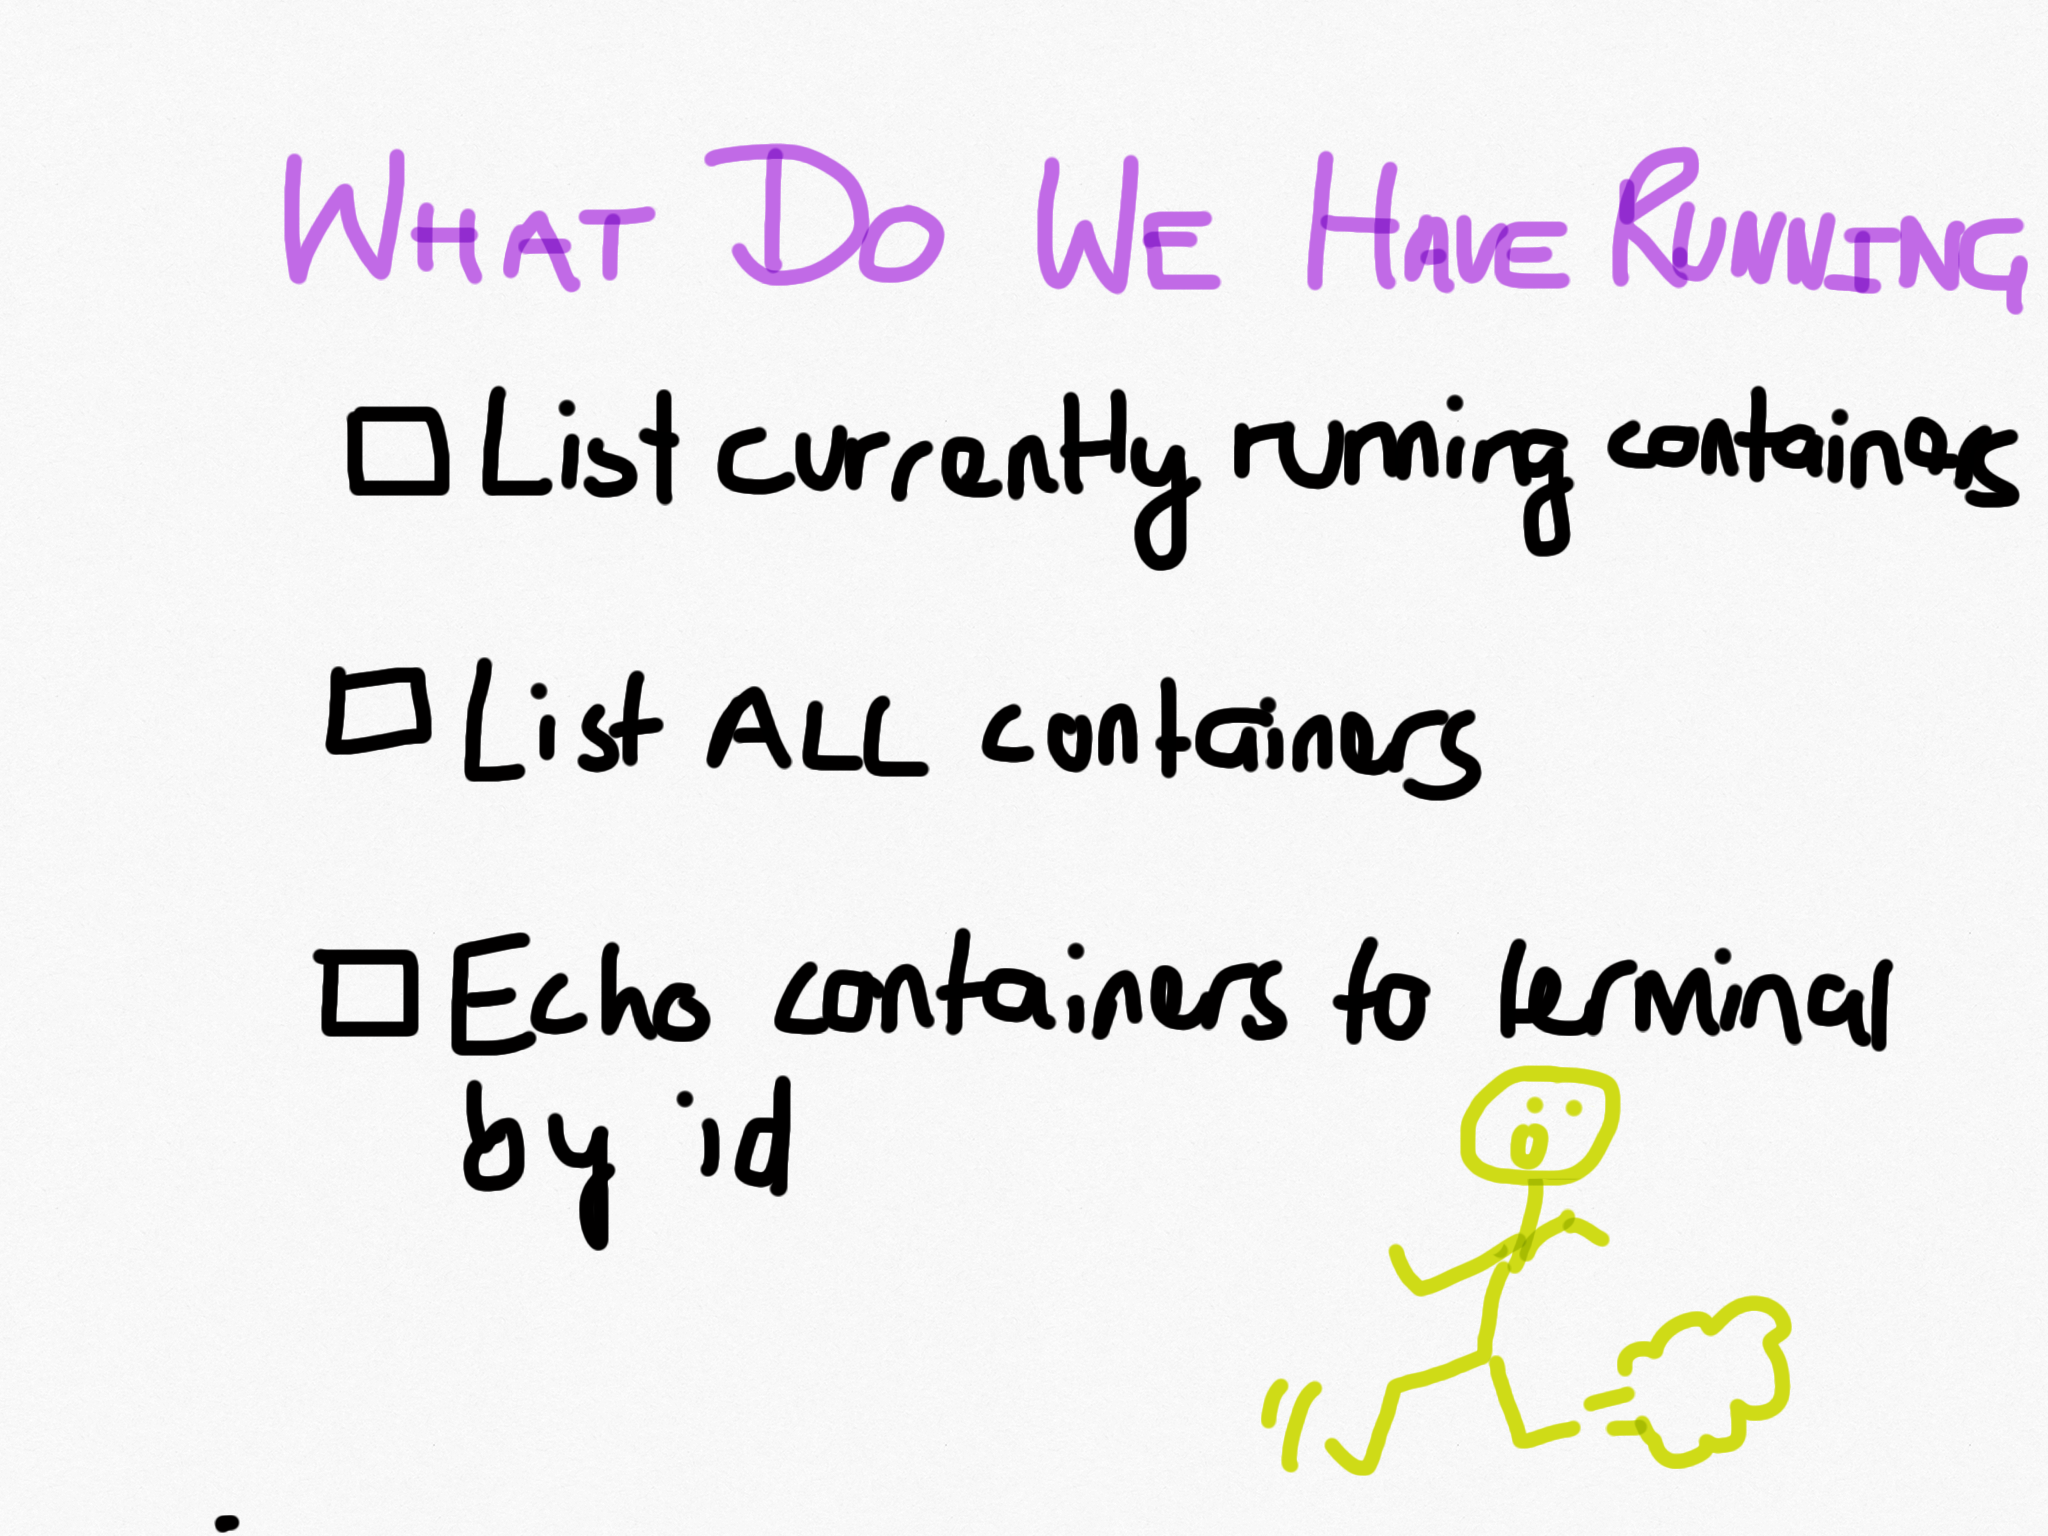 WHAT DO WE HAVE RUNNING
List currently running containers
List ALL containers
Echo containers to terminal
by id